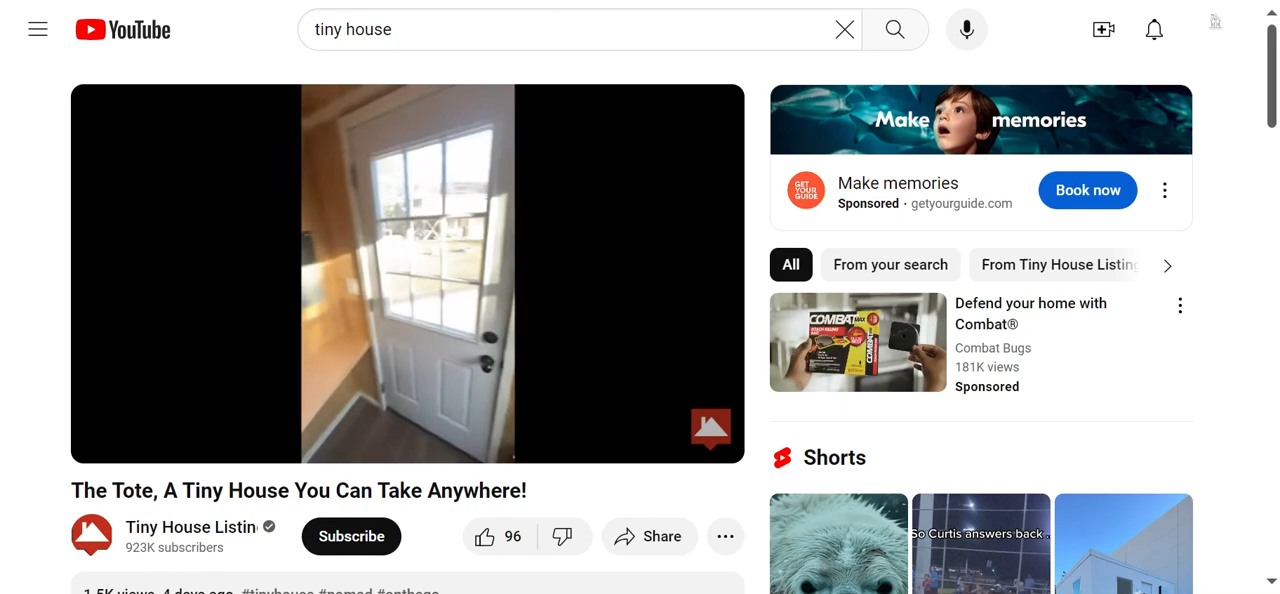 YouTube
tiny house
Make memories
GET
YOUR
GUIDE
Make memories
Sponsored · getyourguide.com
Book now
All
From your search
From Tiny House Listing
COMBAT MAX
Defend your home with
Combat®
Combat Bugs
181K views
Sponsored
Shorts
So Curtis answers back .
The Tote, A Tiny House You Can Take Anywhere!
Tiny House Listin
923K subscribers
Subscribe
96
Share
1.5K views 4 days ago #tinyhouse #nomad #onthego